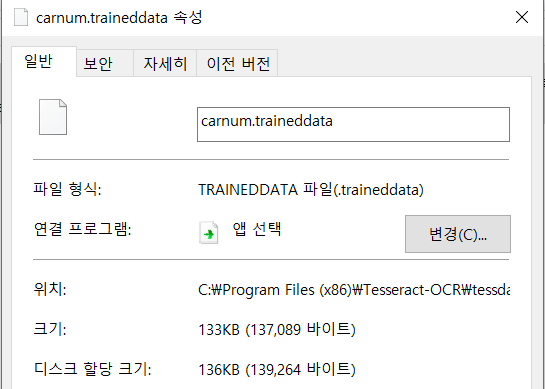 carnum.traineddata 속성
일반 보안 자세히 이전 버전
carnum.traineddata
파일 형식: TRAINEDDATA 파일(.traineddata)
연결 프로그램: 앱 선택 변경(C)...
위치: C:₩Program Files (x86)₩Tesseract-OCR₩tessda
크기: 133KB (137,089 바이트)
디스크 할당 크기: 136KB (139,264 바이트)